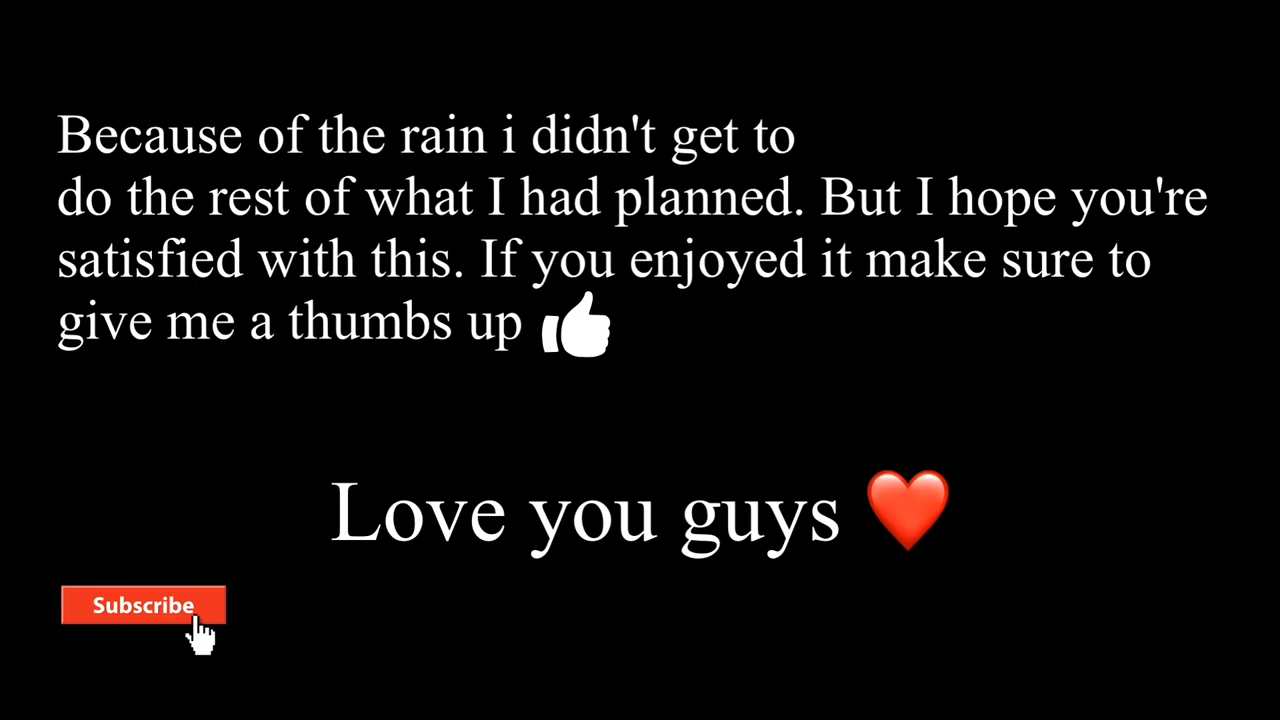 Because of the rain i didn't get to
do the rest of what I had planned. But I hope you're
satisfied with this. If you enjoyed it make sure to
give me a thumbs up
Love you guys
Subscribe